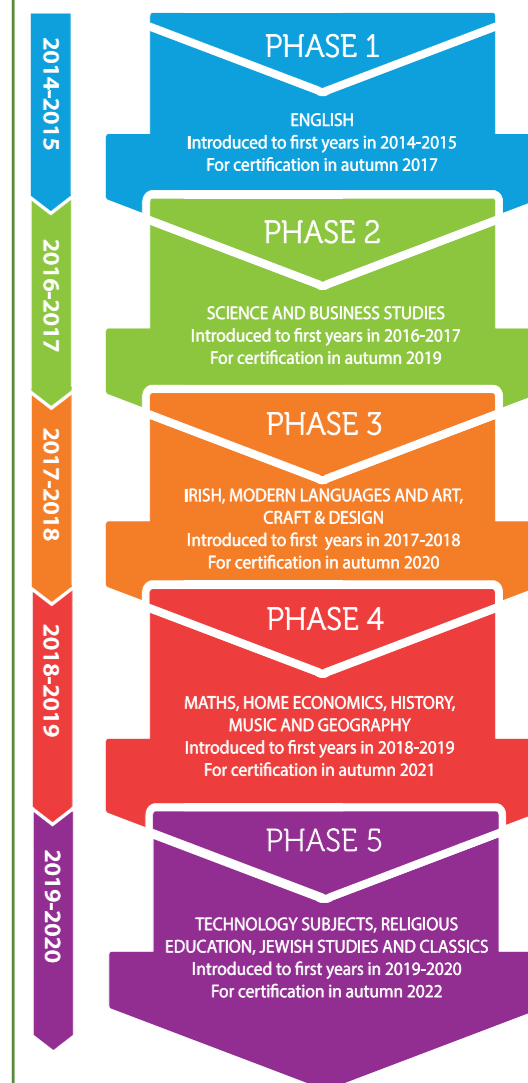 2014-2015
PHASE 1
ENGLISH
Introduced to first years in 2014-2015
For certification in autumn 2017
2016-2017
PHASE 2
SCIENCE AND BUSINESS STUDIES
Introduced to first years in 2016-2017
For certification in autumn 2019
2017-2018
PHASE 3
IRISH, MODERN LANGUAGES AND ART,
CRAFT & DESIGN
Introduced to first years in 2017-2018
For certification in autumn 2020
2018-2019
PHASE 4
MATHS, HOME ECONOMICS, HISTORY,
MUSIC AND GEOGRAPHY
Introduced to first years in 2018-2019
For certification in autumn 2021
2019-2020
PHASE 5
TECHNOLOGY SUBJECTS, RELIGIOUS
EDUCATION, JEWISH STUDIES AND CLASSICS
Introduced to first years in 2019-2020
For certification in autumn 2022